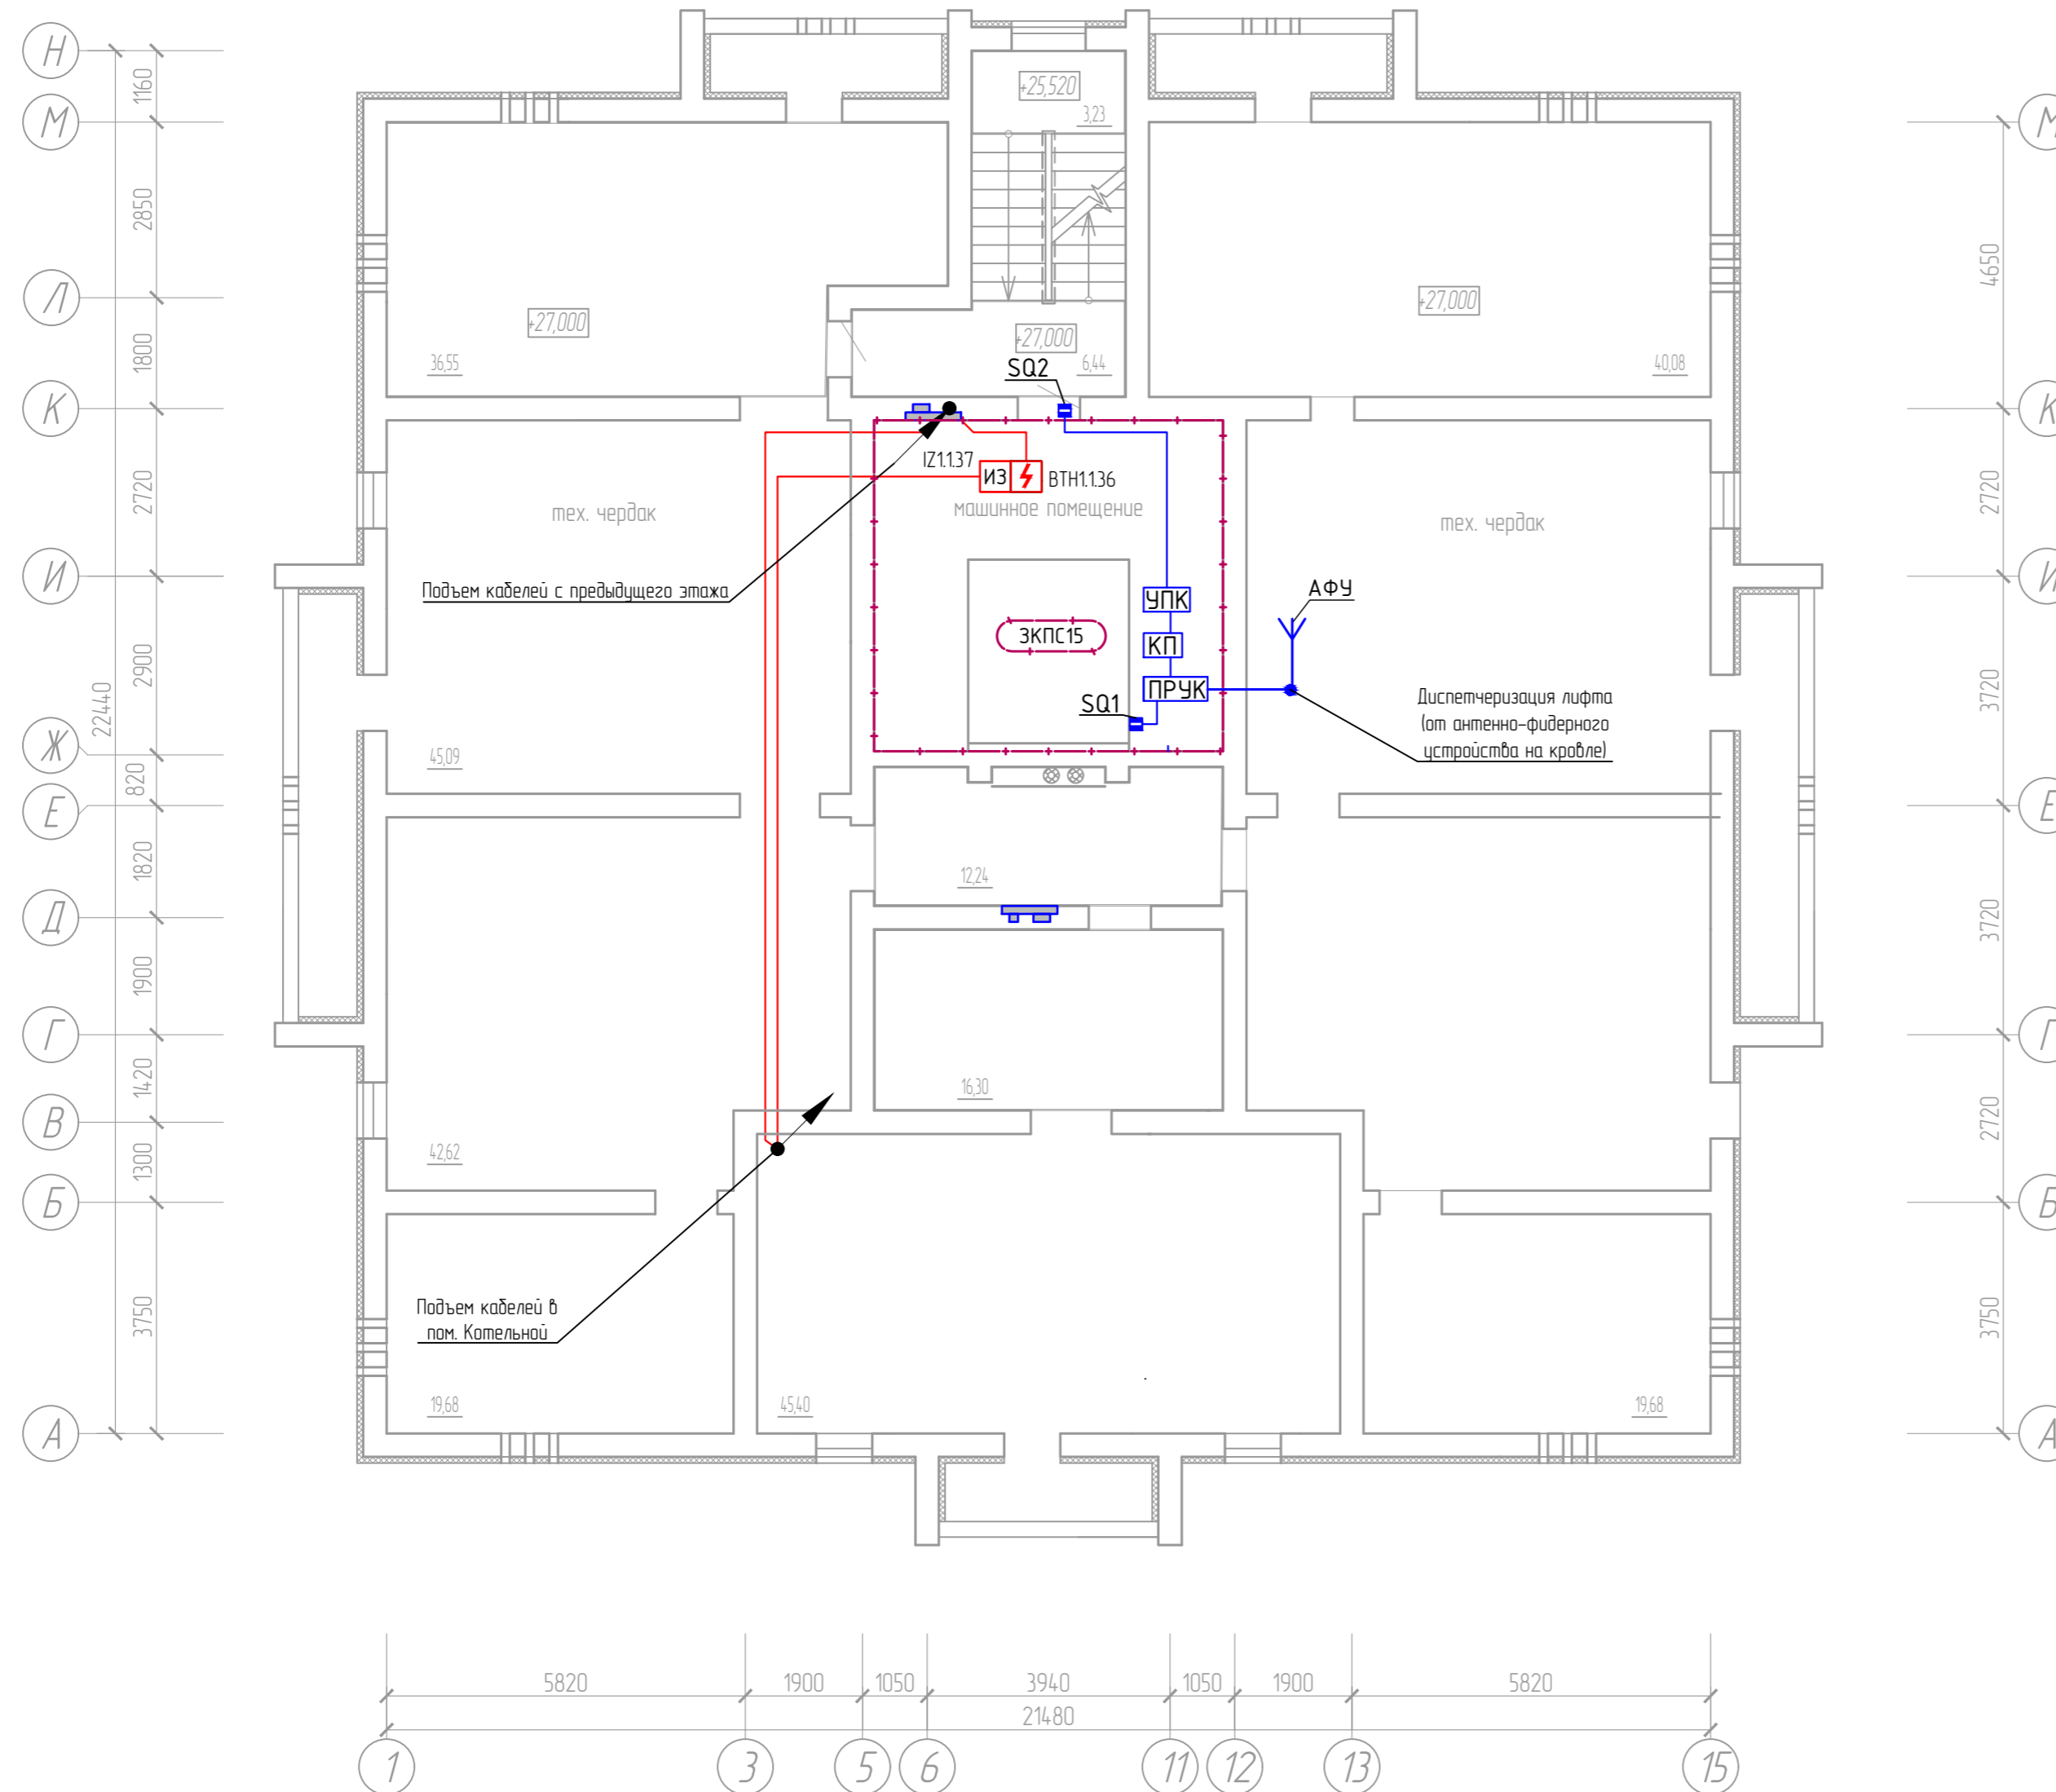 Н
1160
+25,520
3,23
М
М
2850
4650
Л
+27,000
+27,000
+27,000
1800
36,55
SQ2
6,44
40,08
К
К
IZ1.1.37
ИЗ
BTH1.1.36
машинное помещение
2720
тех. чердак
тех. чердак
2720
И
И
Подъем кабелей с предыдущего этажа
УПК
АФУ
ЗКПС15
КП
2900
22440
ПРУК
3720
SQ1
Диспетчеризация лифта
(от антенно-фидерного
устройства на кровле)
Ж
45,09
820
Е
Е
1820
12,24
Д
3720
1900
Г
Г
1420
16,30
В
2720
42,62
1300
Б
Б
Подъем кабелей в
пом. Котельной
3750
3750
19,68
45,40
19,68
А
А
5820
1900
1050
3940
1050
1900
5820
21480
1
3
5
6
11
12
13
15